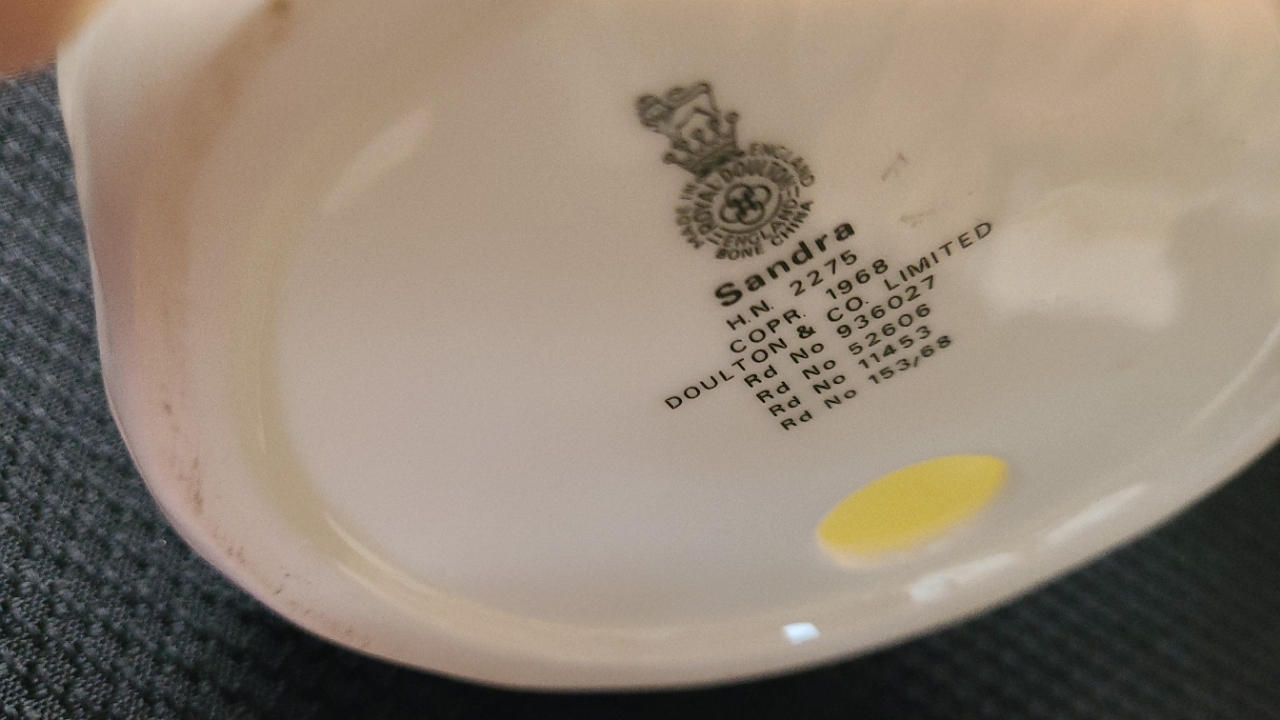 MADE IN ENGLAND
ROYAL DOULTON
ENGLAND
BONE CHINA
Sandra
H.N. 2275
COPR. 1968
DOULTON & CO. LIMITED
Rd No 936027
Rd No 52606
Rd No 11453
Rd No 153/68